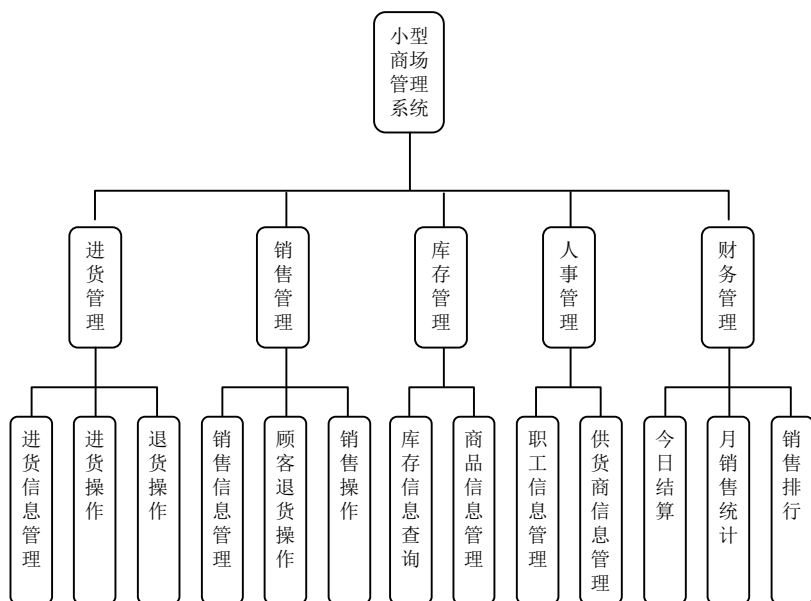 小型
商场
管理
系统
进货管理
销售管理
库存管理
人事管理
财务管理
进货信息管理
进货操作
退货操作
销售信息管理
顾客退货操作
销售操作
库存信息查询
商品信息管理
职工信息管理
供货商信息管理
今日结算
月销售统计
销售排行